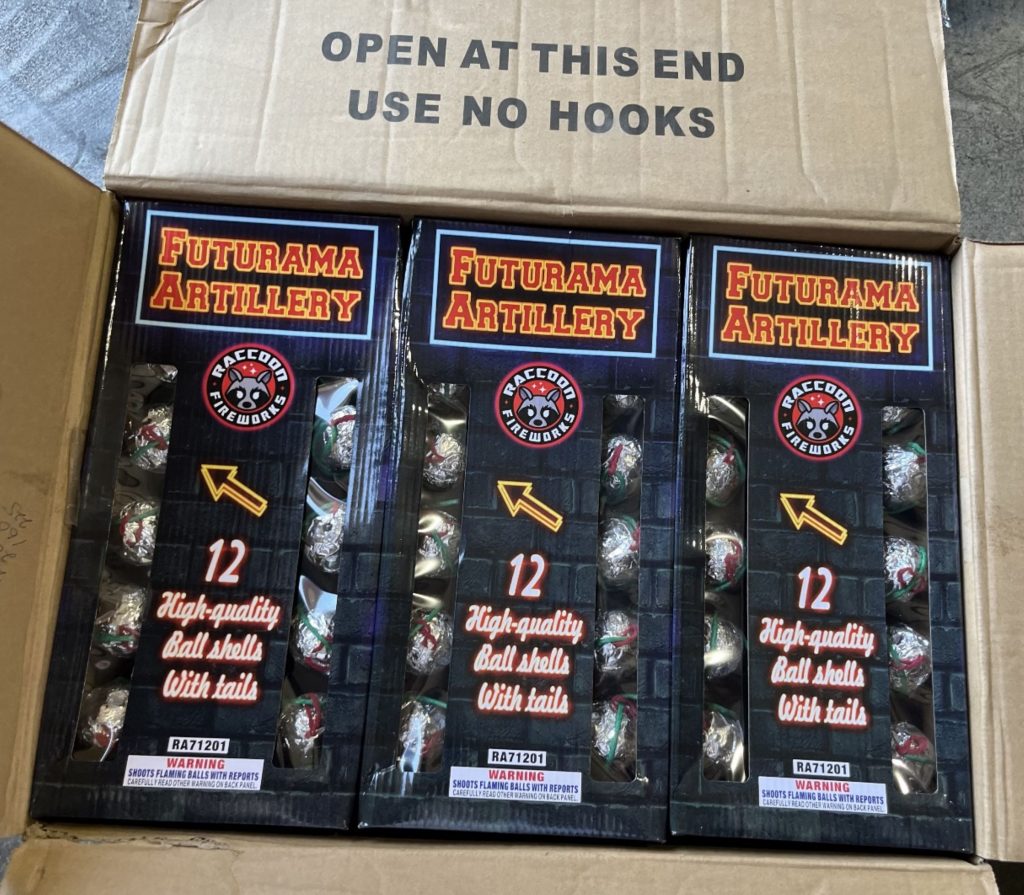 OPEN AT THIS END
USE NO HOOKS
FUTURAMA
ARTILLERY
RACCOON
FIREWORKS
12
High-quality
Ball shells
With tails
RA71201
WARNING
SHOOTS FLAMING BALLS WITH REPORTS
CAREFULLY READ OTHER WARNING ON BACK PANEL.
FUTURAMA
ARTILLERY
RACCOON
FIREWORKS
12
High-quality
Ball shells
With tails
RA71201
WARNING
SHOOTS FLAMING BALLS WITH REPORTS
CAREFULLY READ OTHER WARNING ON BACK PANEL.
FUTURAMA
ARTILLERY
RACCOON
FIREWORKS
12
High-quality
Ball shells
With tails
RA71201
WARNING
SHOOTS FLAMING BALLS WITH REPORTS
CAREFULLY READ OTHER WARNING ON BACK PANEL.